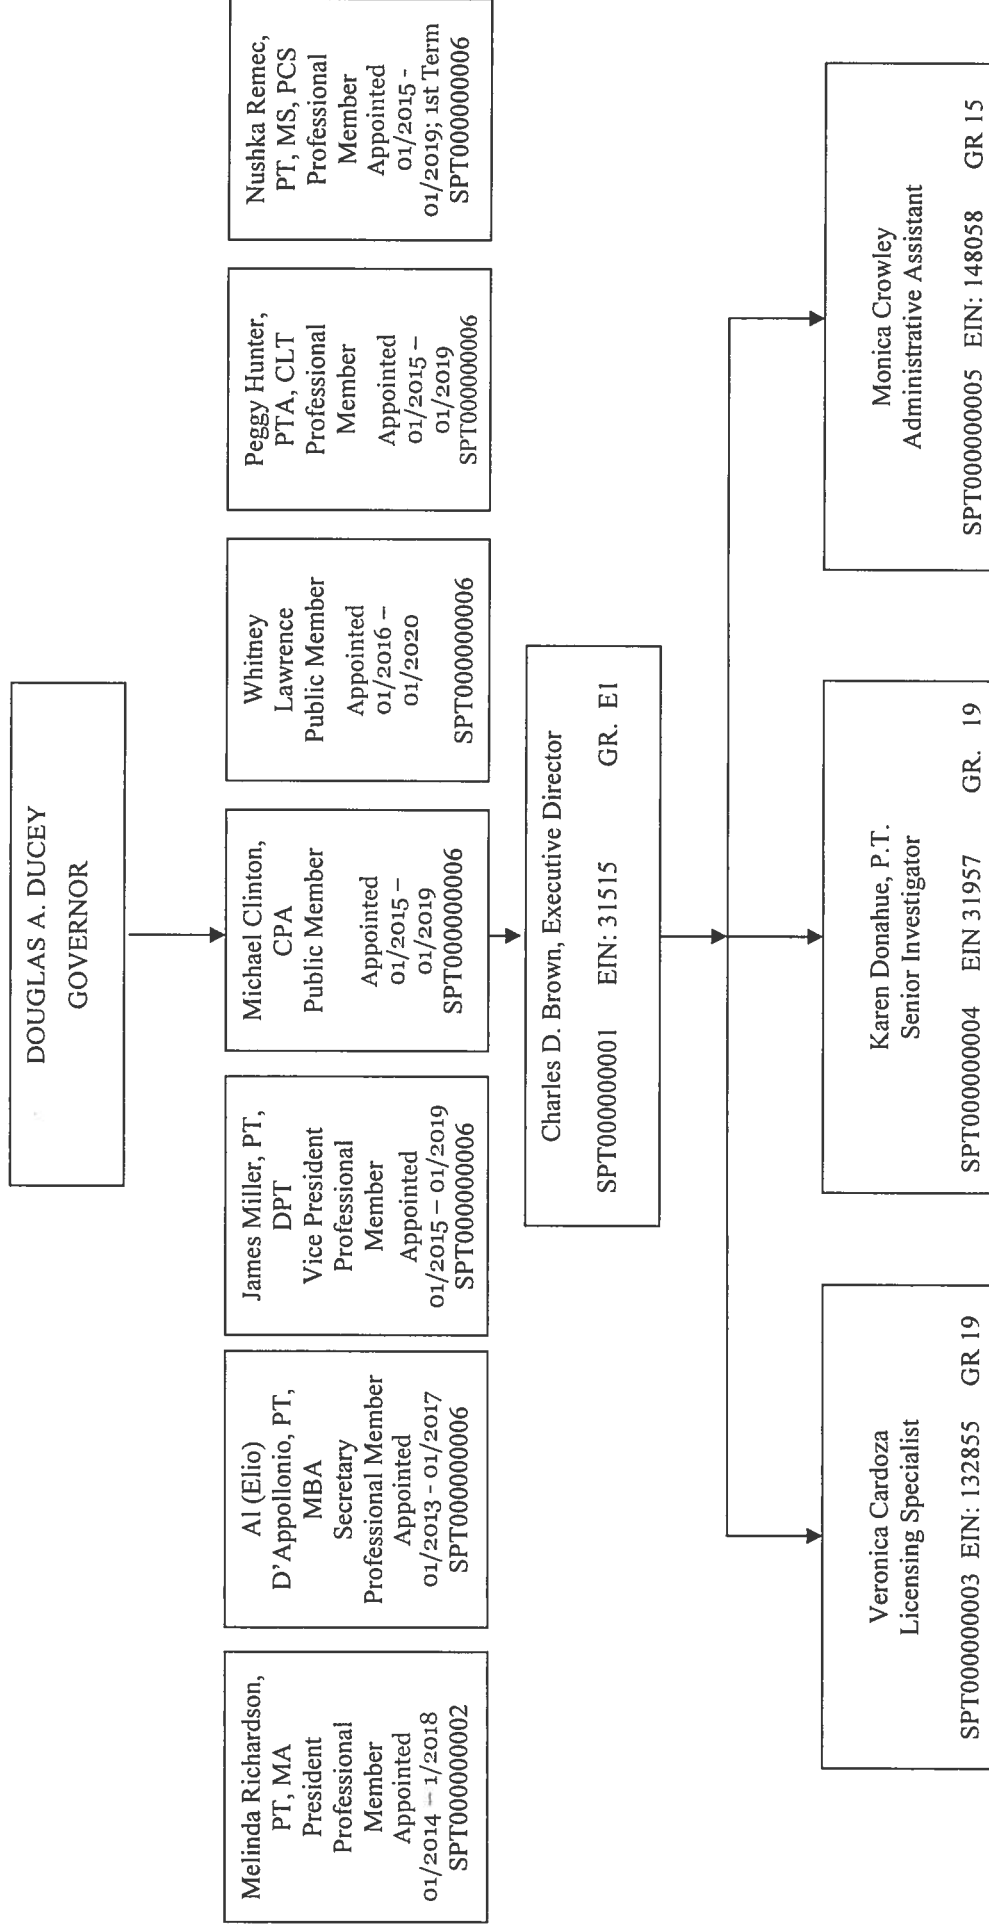 DOUGLAS A. DUCEY
GOVERNOR
Melinda Richardson,
PT, MA
President
Professional
Member
Appointed
01/2014 – 1/2018
SPT000000002
Al (Elio)
D'Appollonio, PT,
MBA
Secretary
Professional Member
Appointed
01/2013 - 01/2017
SPT000000006
James Miller, PT,
DPT
Vice President
Professional
Member
Appointed
01/2015 – 01/2019
SPT000000006
Michael Clinton,
CPA
Public Member
Appointed
01/2015 –
01/2019
SPT000000006
Whitney
Lawrence
Public Member
Appointed
01/2016 –
01/2020
SPT000000006
Peggy Hunter,
PTA, CLT
Professional
Member
Appointed
01/2015 –
01/2019
SPT000000006
Nushka Remec,
PT, MS, PCS
Professional
Member
Appointed
01/2015 -
01/2019; 1st Term
SPT000000006
Charles D. Brown, Executive Director
SPT000000001 EIN: 31515 GR. E1
Veronica Cardoza
Licensing Specialist
SPT000000003 EIN: 132855 GR 19
Karen Donahue, P.T.
Senior Investigator
SPT000000004 EIN 31957 GR. 19
Monica Crowley
Administrative Assistant
SPT000000005 EIN: 148058 GR 15